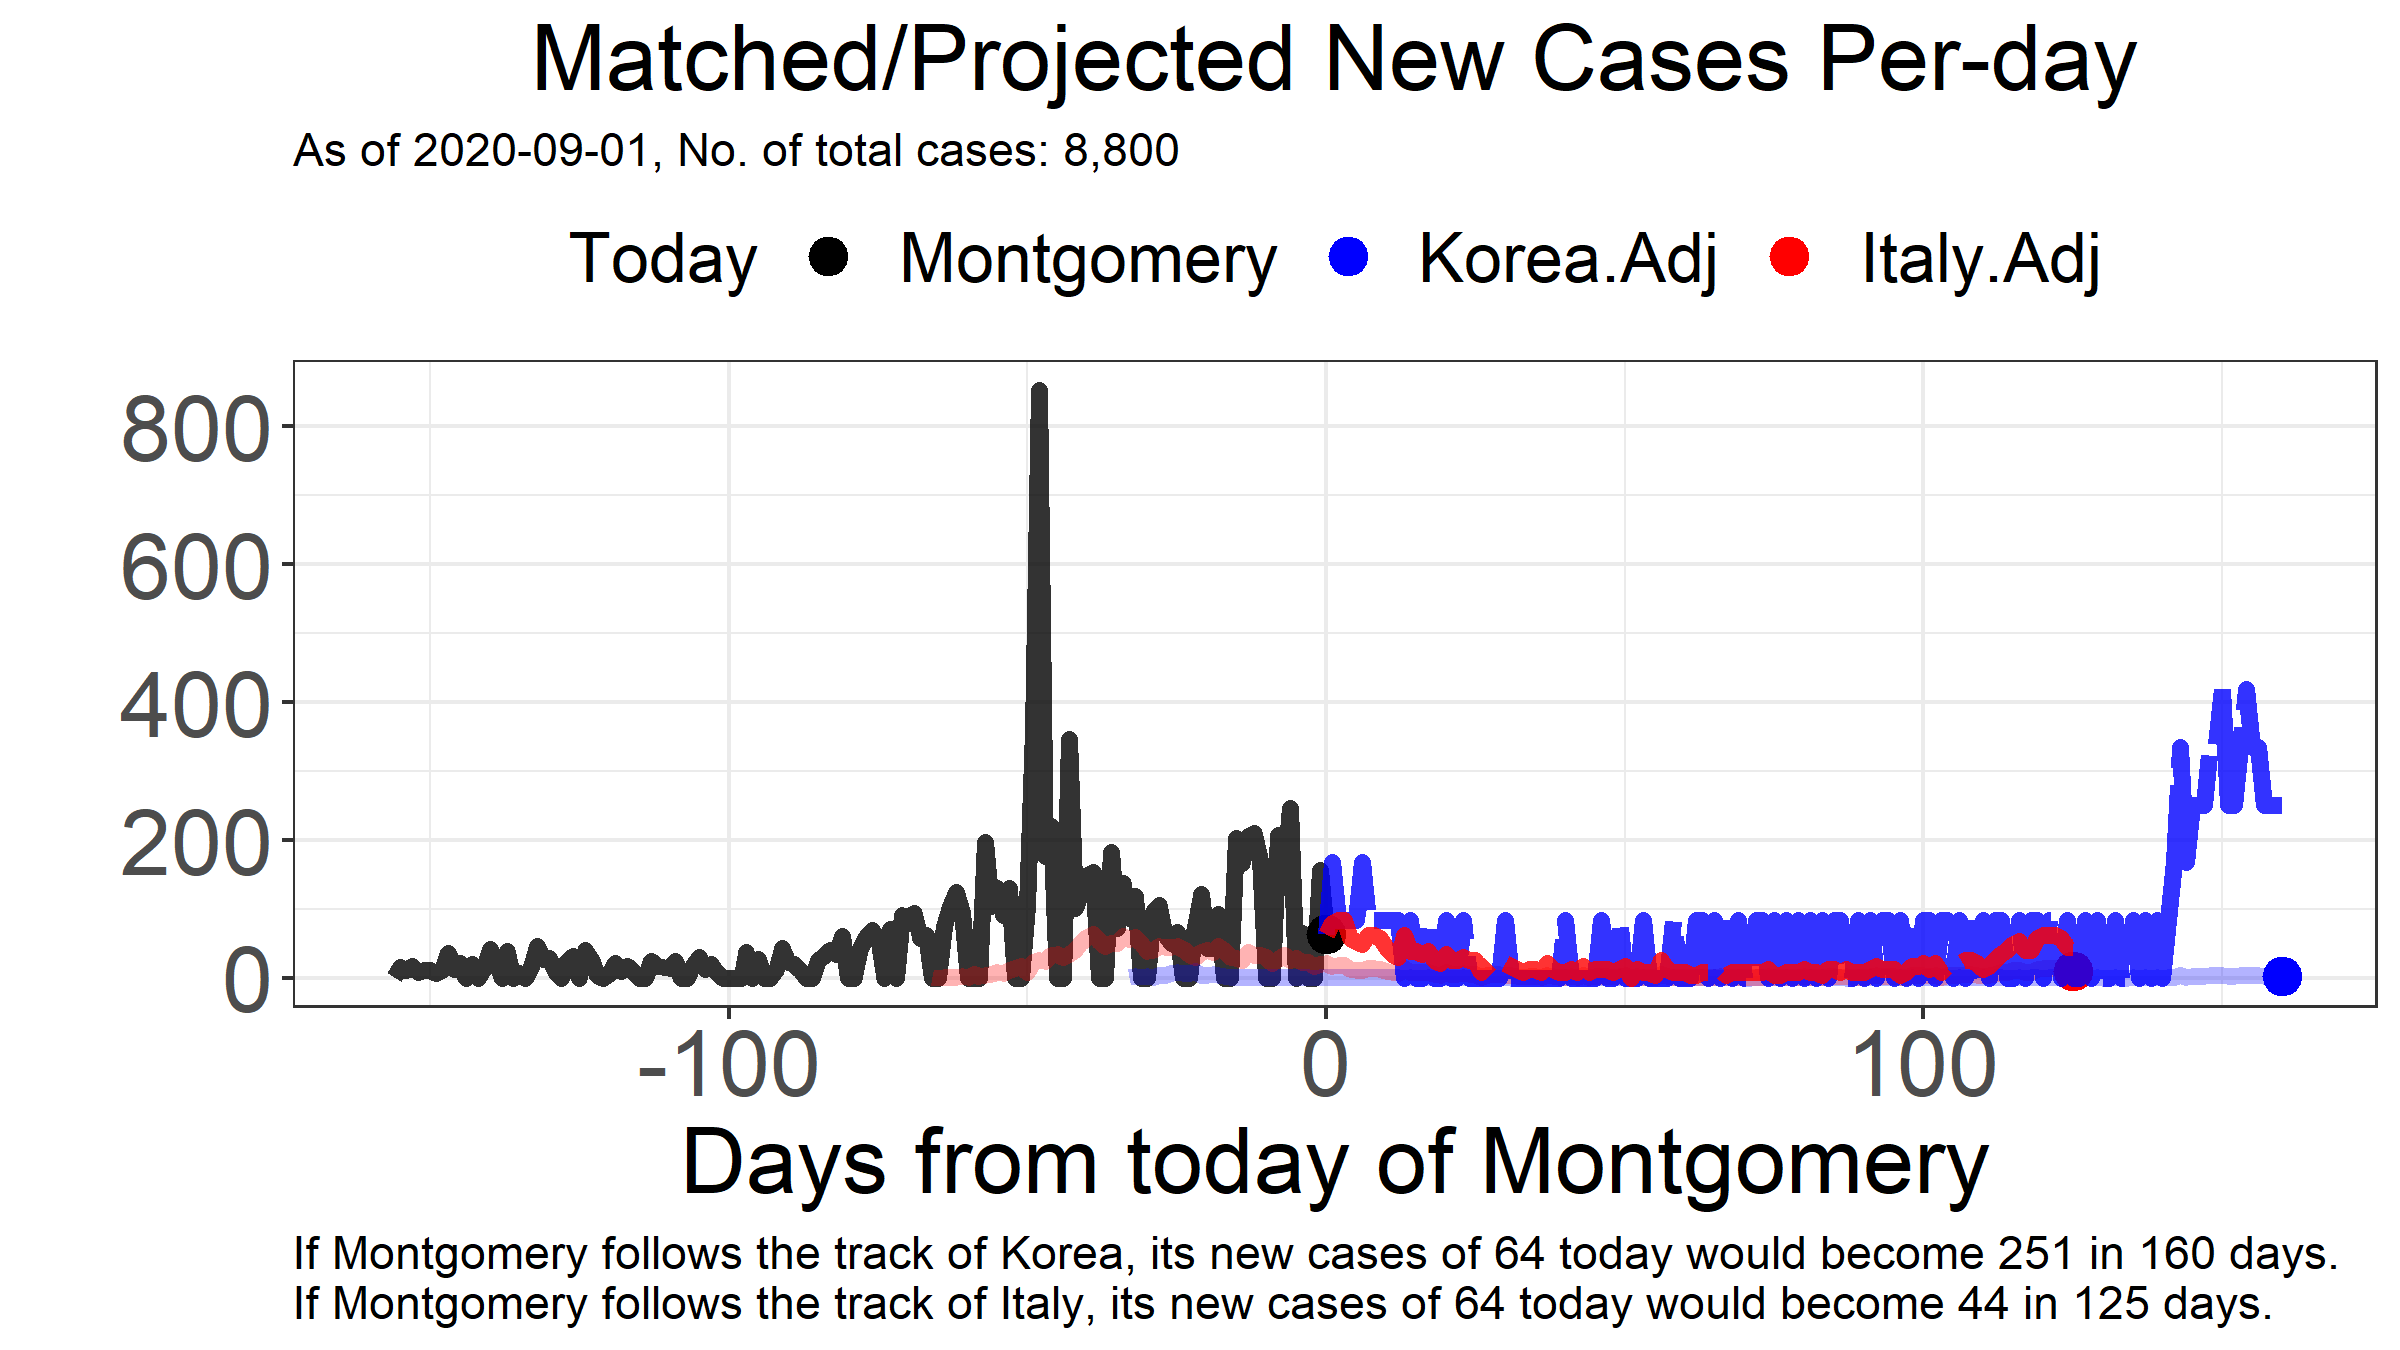 Matched/Projected New Cases Per-day
As of 2020-09-01, No. of total cases: 8,800
Today Montgomery Korea.Adj Italy.Adj
800
600
400
200
0
-100 0 100
Days from today of Montgomery
If Montgomery follows the track of Korea, its new cases of 64 today would become 251 in 160 days.
If Montgomery follows the track of Italy, its new cases of 64 today would become 44 in 125 days.